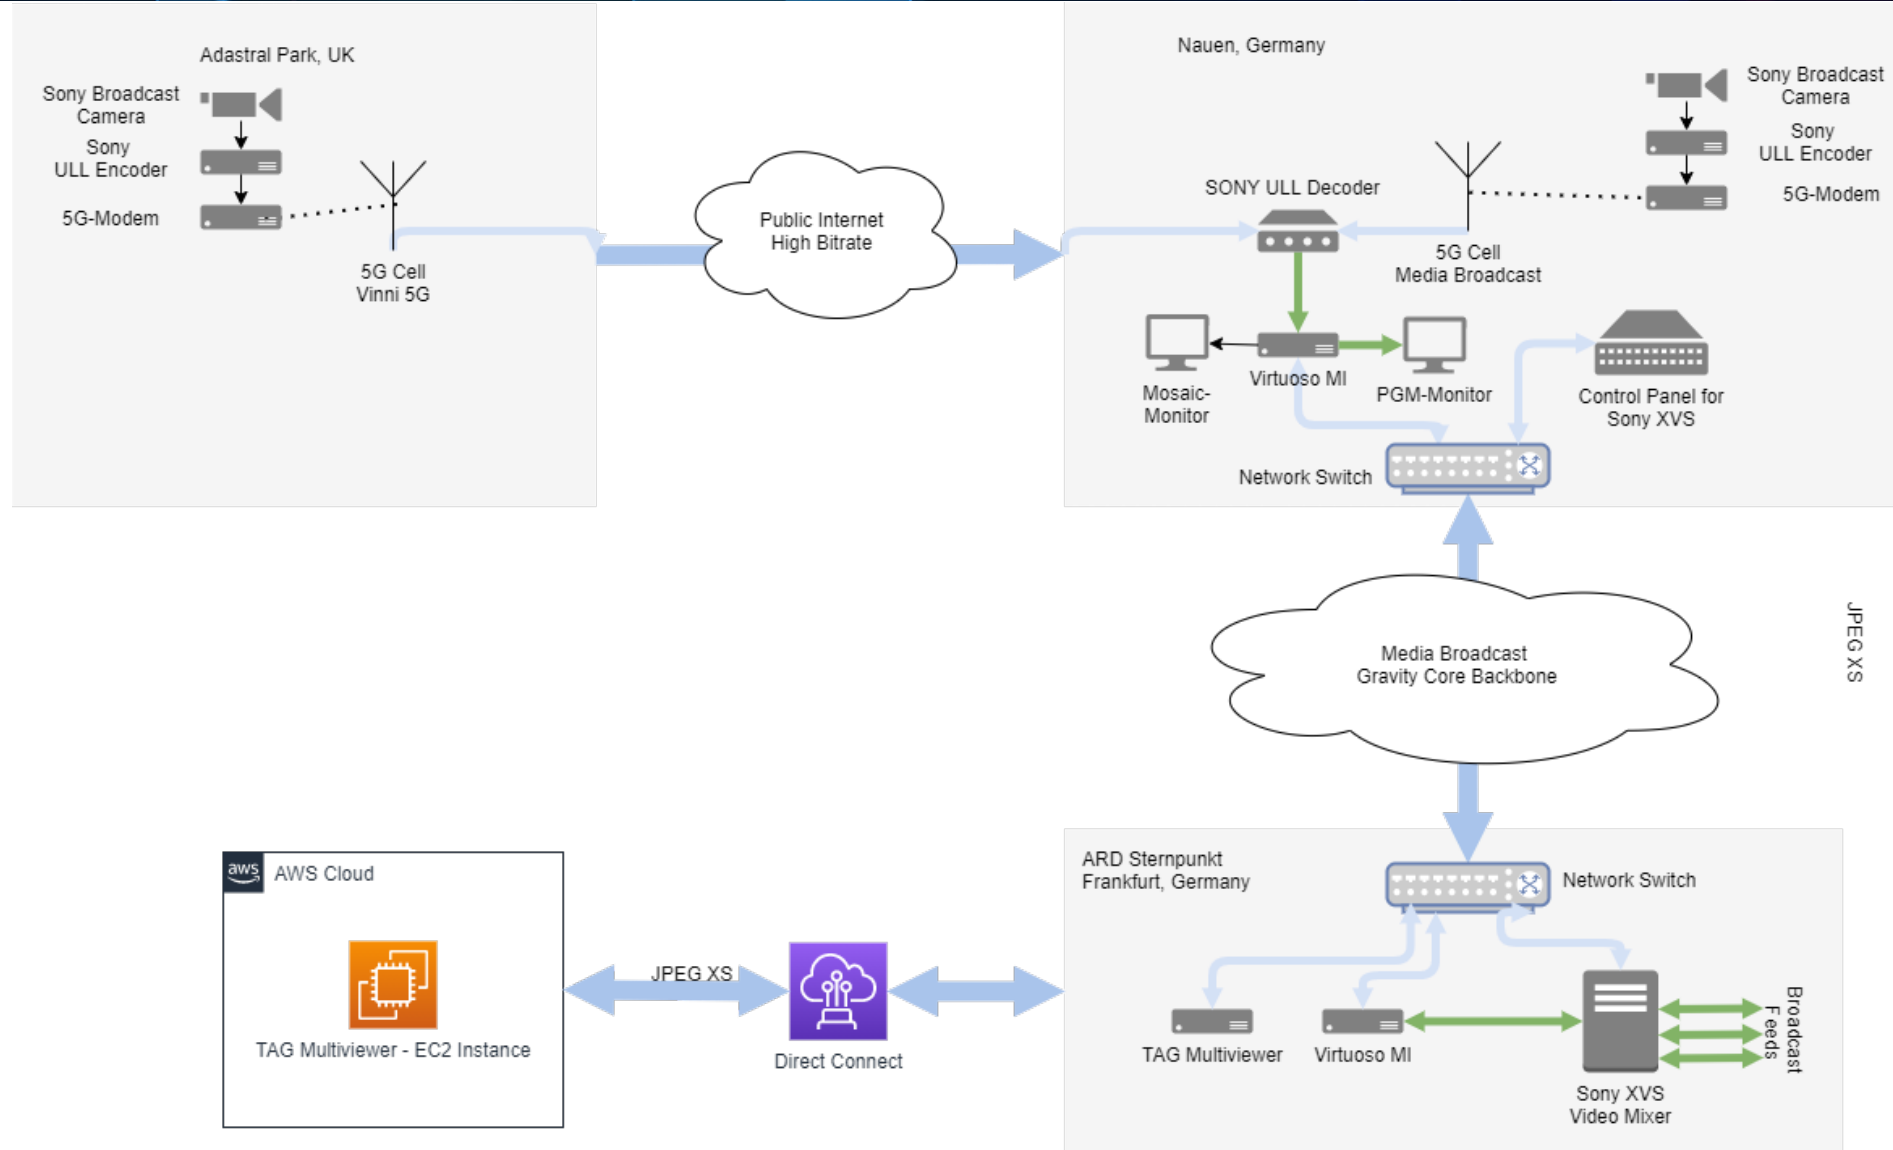 Adastral Park, UK
Sony Broadcast
Camera
Sony
ULL Encoder
5G-Modem
5G Cell
Vinni 5G
Public Internet
High Bitrate
Nauen, Germany
Sony Broadcast
Camera
Sony
ULL Encoder
5G-Modem
SONY ULL Decoder
5G Cell
Media Broadcast
Virtuoso MI
Mosaic-
Monitor
PGM-Monitor
Control Panel for
Sony XVS
Network Switch
Media Broadcast
Gravity Core Backbone
JPEG XS
aws
AWS Cloud
TAG Multiviewer - EC2 Instance
JPEG XS
Direct Connect
ARD Sternpunkt
Frankfurt, Germany
Network Switch
TAG Multiviewer
Virtuoso MI
Sony XVS
Video Mixer
Broadcast
Feeds